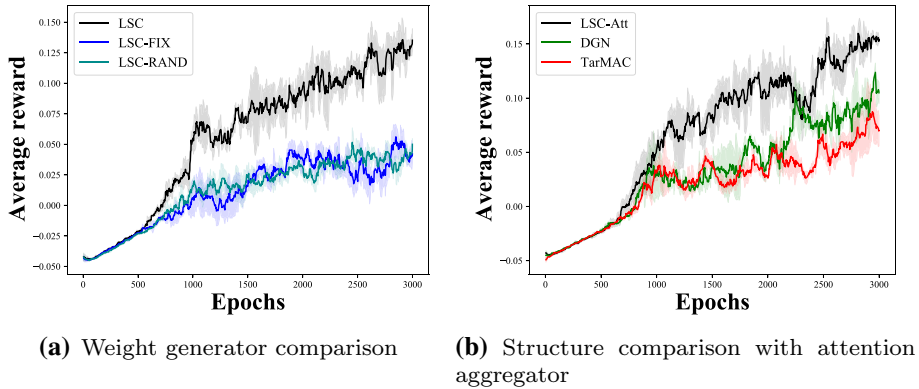 LSC
LSC-FIX
LSC-RAND
Average reward
0.150
0.125
0.100
0.075
0.050
0.025
0.000
−0.025
−0.050
0
500
1000
1500
2000
2500
3000
Epochs
LSC-Att
DGN
TarMAC
Average reward
0.15
0.10
0.05
0.00
−0.05
0
500
1000
1500
2000
2500
3000
Epochs
(a) Weight generator comparison
(b) Structure comparison with attention
aggregator